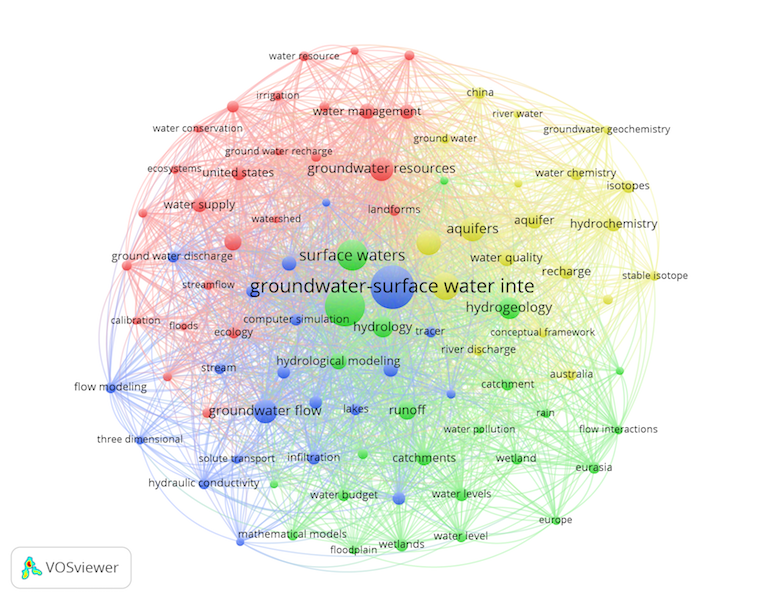 water resource
irrigation
china
water management
river water
water conservation
ground water
groundwater geochemistry
ground water recharge
ecosystems
united states
groundwater resources
water chemistry
isotopes
water supply
landforms
watershed
aquifers
aquifer
hydrochemistry
ground water discharge
surface waters
water quality
recharge
stable isotope
streamflow
groundwater-surface water inte
hydrogeology
calibration
floods
ecology
computer simulation
hydrology
tracer
conceptual framework
river discharge
stream
hydrological modeling
australia
flow modeling
catchment
groundwater flow
lakes
runoff
rain
three dimensional
water pollution
flow interactions
solute transport
infiltration
catchments
wetland
eurasia
hydraulic conductivity
water budget
water levels
europe
mathematical models
floodplain
wetlands
water level
VOSviewer